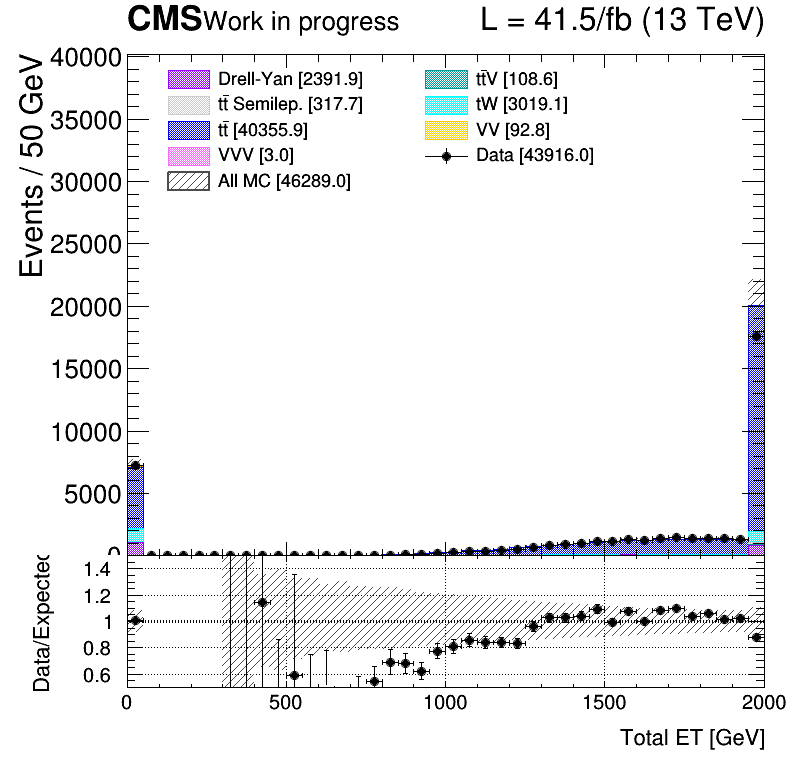 CMS Work in progress L = 41.5/fb (13 TeV)
Events / 50 GeV
40000
35000
30000
25000
20000
15000
10000
5000
0
Drell-Yan [2391.9]
tt̄ Semilep. [317.7]
tt̄ [40355.9]
VVV [3.0]
All MC [46289.0]
tt̄V [108.6]
tW [3019.1]
VV [92.8]
Data [43916.0]
Data/Expected
1.4
1.2
1
0.8
0.6
0 500 1000 1500 2000
Total ET [GeV]